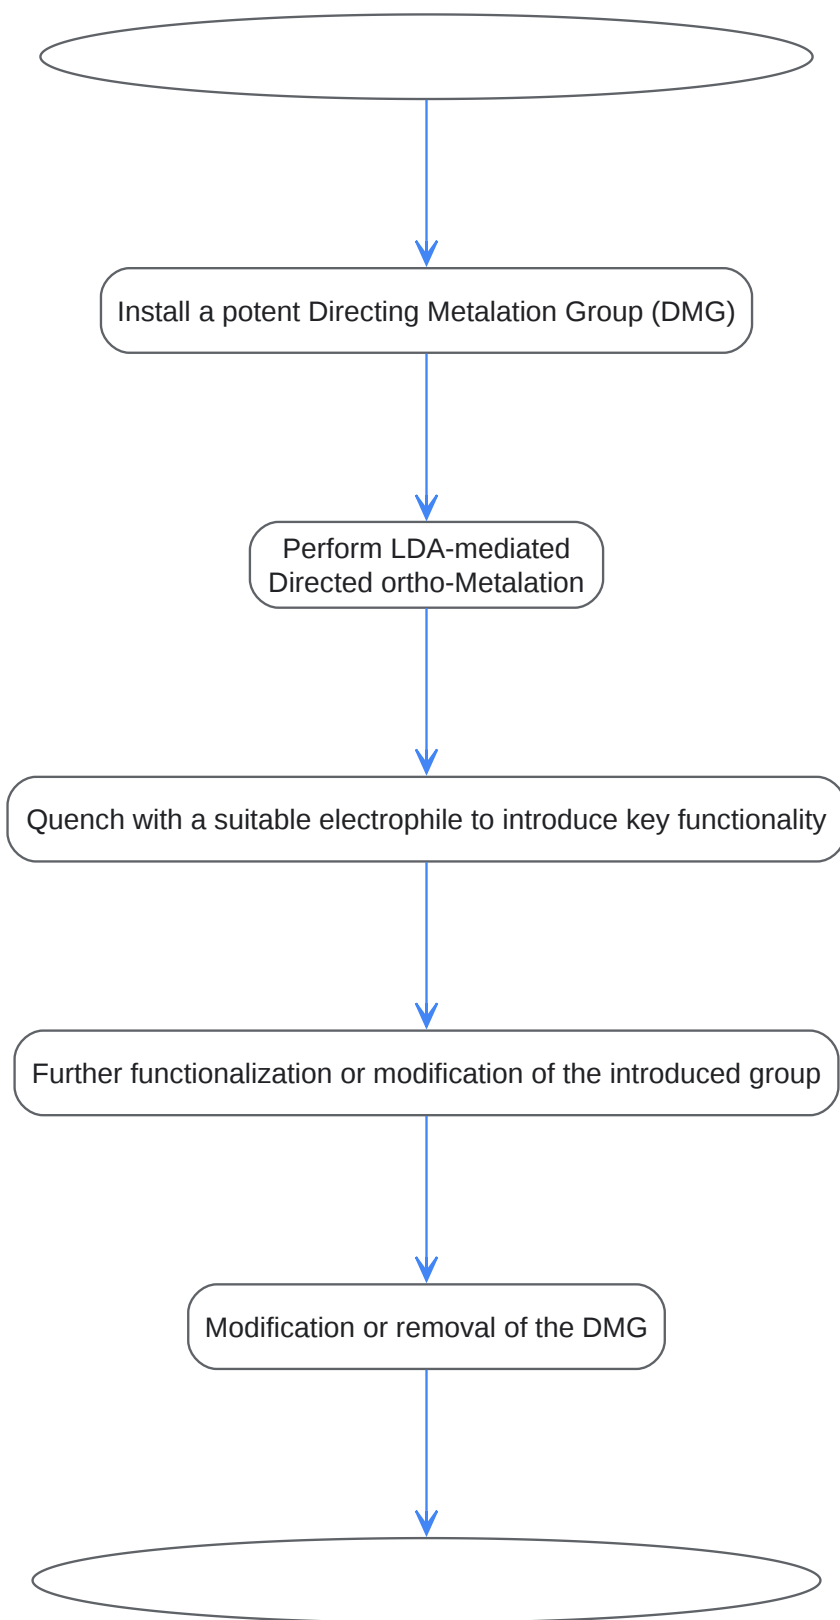 Install a potent Directing Metalation Group (DMG)
Perform LDA-mediated
Directed ortho-Metalation
Quench with a suitable electrophile to introduce key functionality
Further functionalization or modification of the introduced group
Modification or removal of the DMG